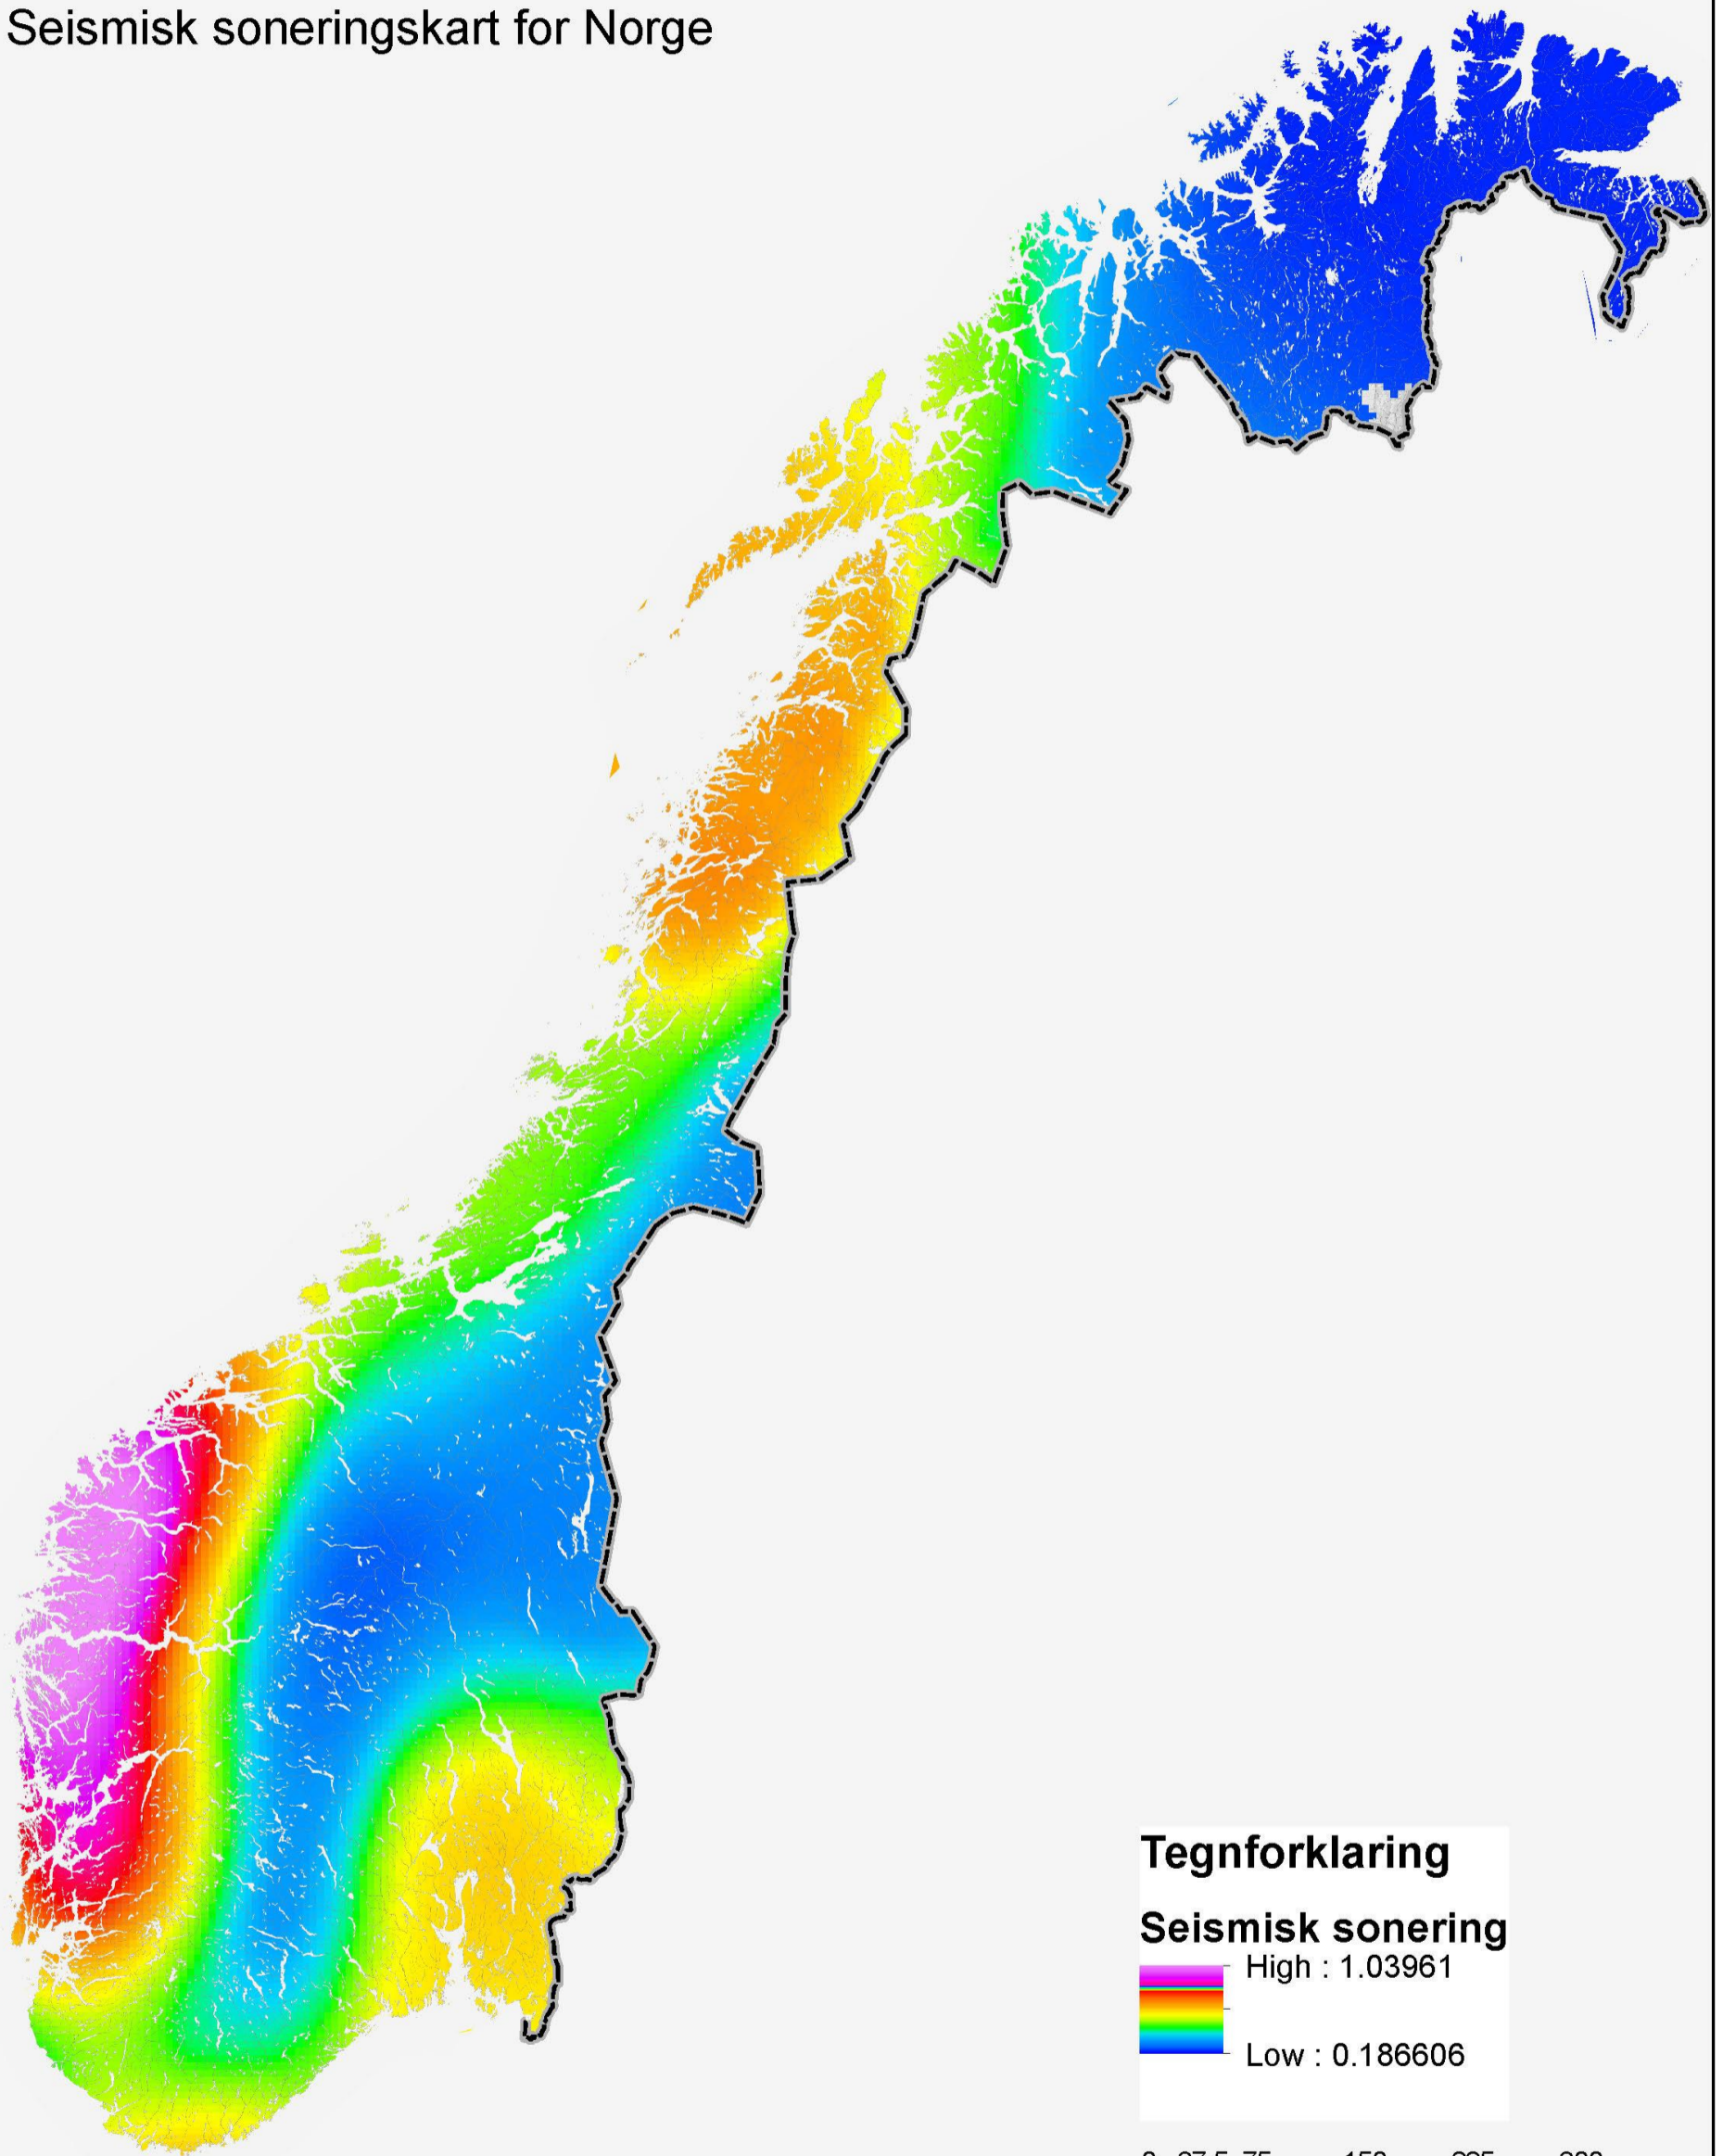 Seismisk soneringskart for Norge
Tegnforklaring
Seismisk sonering
High : 1.03961
Low : 0.186606